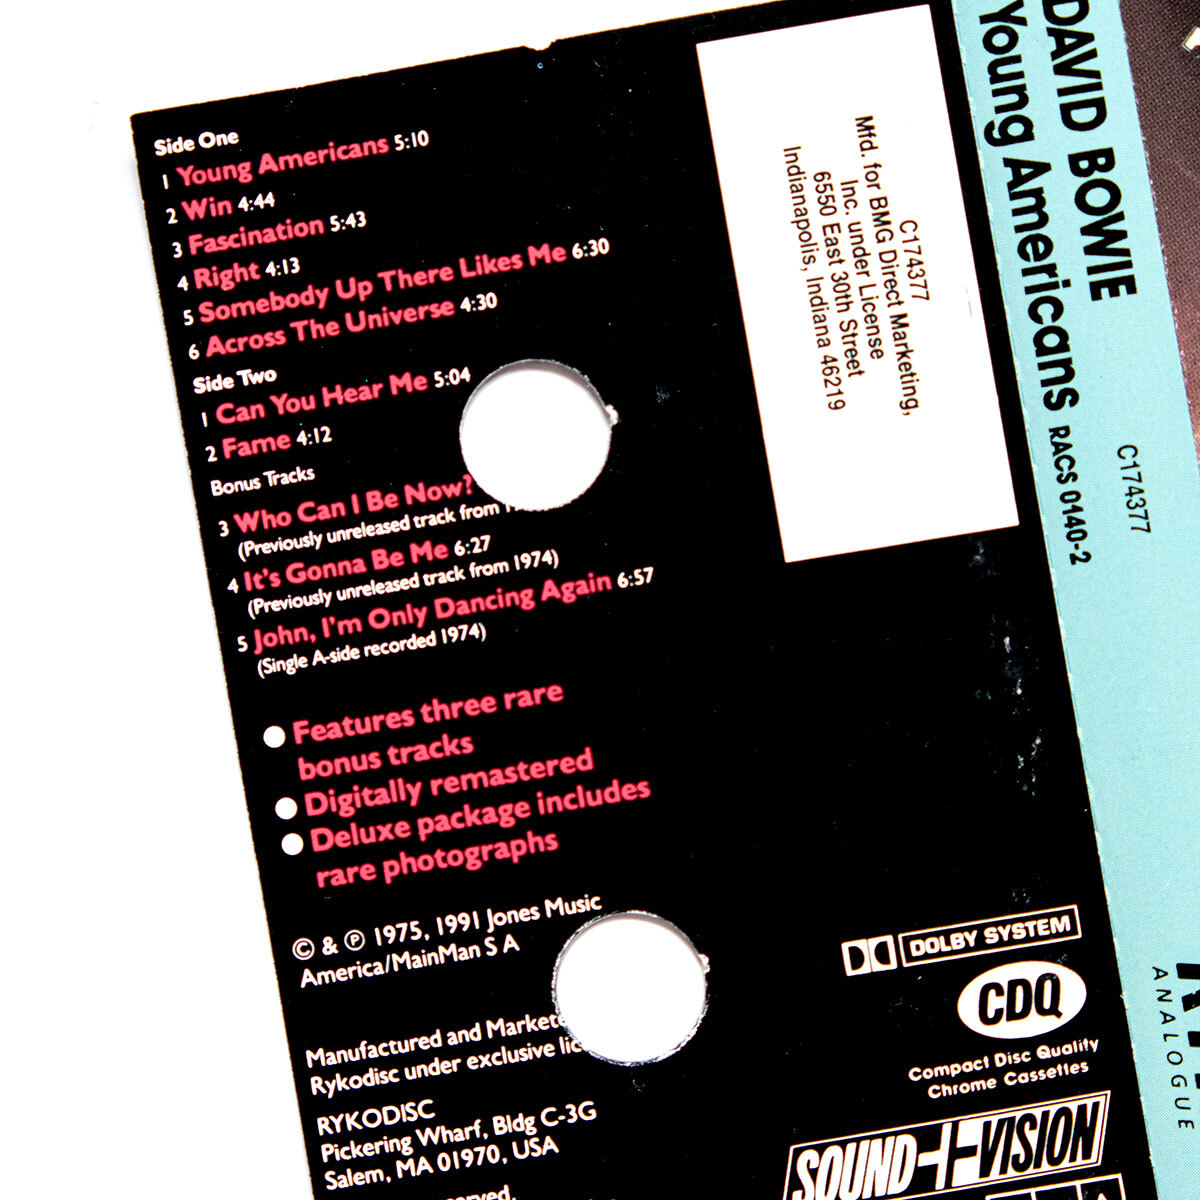 Side One
1 Young Americans 5:10
2 Win 4:44
3 Fascination 5:43
4 Right 4:13
5 Somebody Up There Likes Me 6:30
6 Across The Universe 4:30
Side Two
1 Can You Hear Me 5:04
2 Fame 4:12
Bonus Tracks
3 Who Can I Be Now?
(Previously unreleased track from
4 It's Gonna Be Me 6:27
(Previously unreleased track from 1974)
5 John, I'm Only Dancing Again 6:57
(Single A-side recorded 1974)
● Features three rare
bonus tracks
● Digitally remastered
● Deluxe package includes
rare photographs
© & ℗ 1975, 1991 Jones Music
America/MainMan S A
Manufactured and
Rykodisc under exclusive
RYKODISC
Pickering Wharf, Bldg C-3G
Salem, MA 01970, USA
C174377
Mfd. for BMG Direct Marketing,
Inc. under License
6550 East 30th Street
Indianapolis, Indiana 46219
DOLBY SYSTEM
CDQ
Compact Disc Quality
Chrome Cassettes
SOUND+VISION
DAVID BOWIE
Young Americans RACS 0140-2
C174377
ANALOGUE